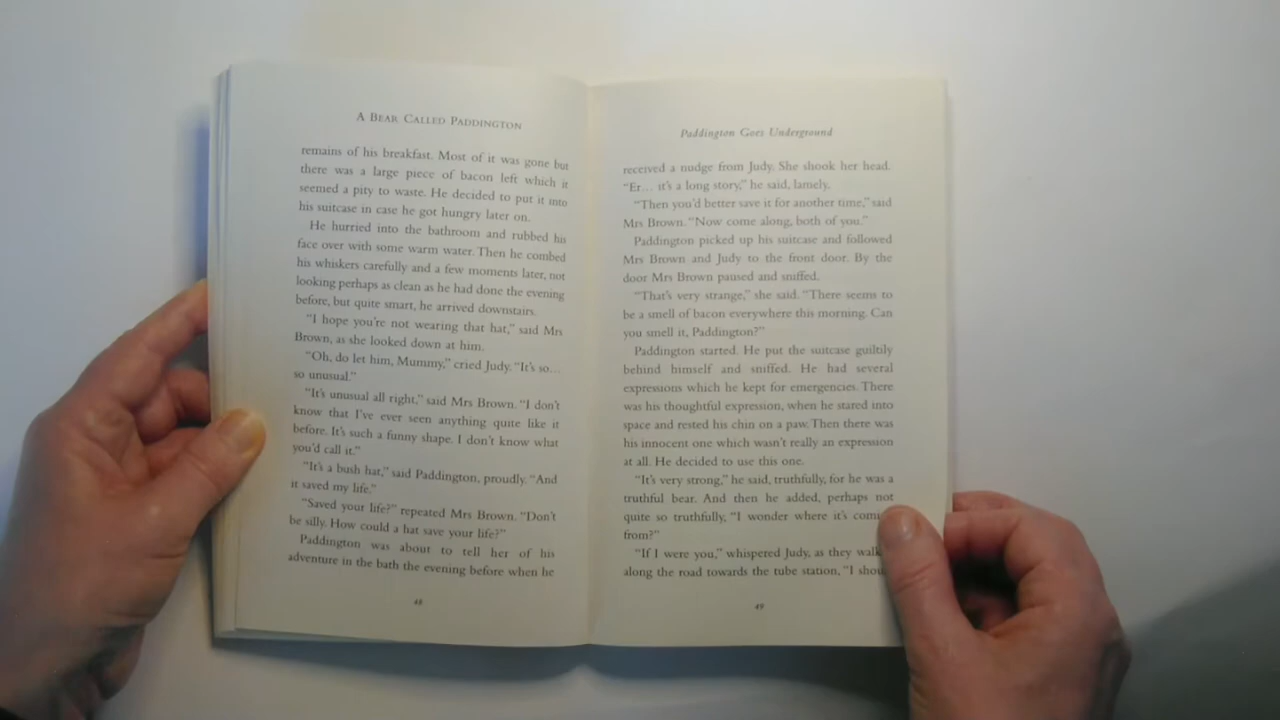 A BEAR CALLED PADDINGTON
remains of his breakfast. Most of it was gone but
there was a large piece of bacon left which it
seemed a pity to waste. He decided to put it into
his suitcase in case he got hungry later on.
He hurried into the bathroom and rubbed his
face over with some warm water. Then he combed
his whiskers carefully and a few moments later, not
looking perhaps as clean as he had done the evening
before, but quite smart, he arrived downstairs.
"I hope you're not wearing that hat," said Mrs
Brown, as she looked down at him.
"Oh, do let him, Mummy," cried Judy. "It's so...
so unusual."
"It's unusual all right," said Mrs Brown. "I don't
know that I've ever seen anything quite like it
before. It's such a funny shape. I don't know what
you'd call it."
"It's a bush hat," said Paddington, proudly. "And
it saved my life."
"Saved your life?" repeated Mrs Brown. "Don't
be silly. How could a hat save your life?"
Paddington was about to tell her of his
adventure in the bath the evening before when he
48
Paddington Goes Underground
received a nudge from Judy. She shook her head.
"Er... it's a long story," he said, lamely.
"Then you'd better save it for another time," said
Mrs Brown. "Now come along, both of you."
Paddington picked up his suitcase and followed
Mrs Brown and Judy to the front door. By the
door Mrs Brown paused and sniffed.
"That's very strange," she said. "There seems to
be a smell of bacon everywhere this morning. Can
you smell it, Paddington?"
Paddington started. He put the suitcase guiltily
behind himself and sniffed. He had several
expressions which he kept for emergencies. There
was his thoughtful expression, when he stared into
space and rested his chin on a paw. Then there was
his innocent one which wasn't really an expression
at all. He decided to use this one.
"It's very strong," he said, truthfully, for he was a
truthful bear. And then he added, perhaps not
quite so truthfully, "I wonder where it's
from?"
"If I were you," whispered Judy, as they
along the road towards the tube station, "I
49